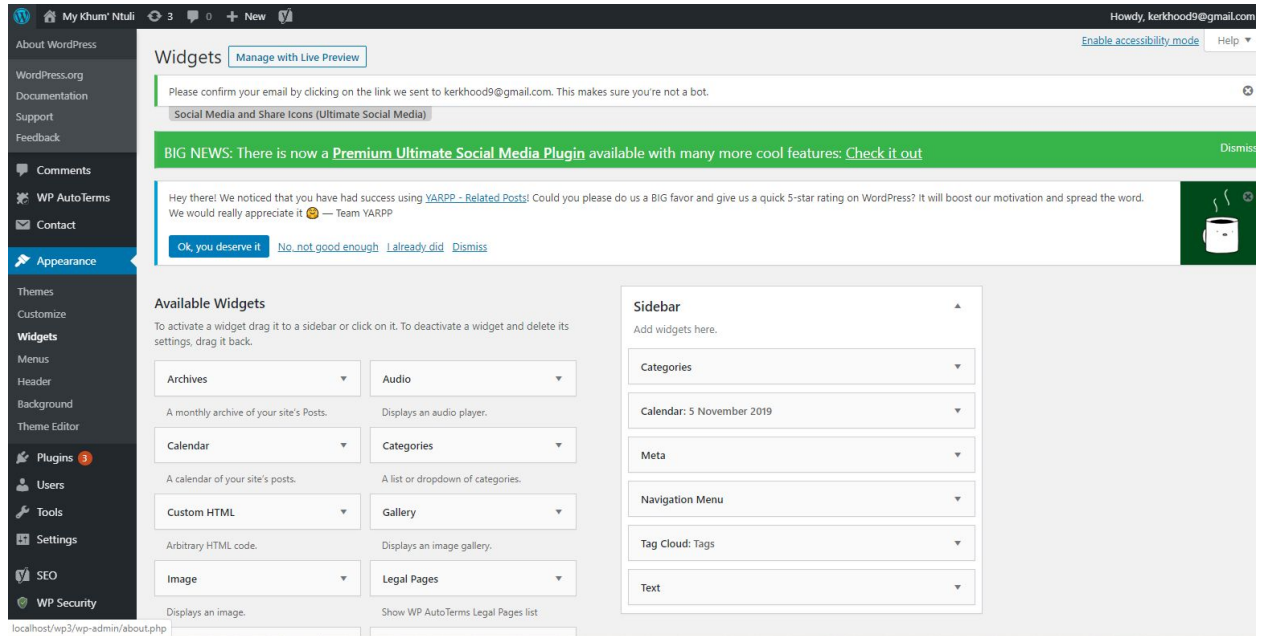 My Khum' Ntuli 3 0 New Howdy, kerkhood9@gmail.com
About WordPress
WordPress.org
Documentation
Support
Feedback
Comments
WP AutoTerms
Contact
Appearance
Themes
Customize
Widgets
Menus
Header
Background
Theme Editor
Plugins 3
Users
Tools
Settings
SEO
WP Security
localhost/wp3/wp-admin/about.php
Enable accessibility mode Help
Widgets Manage with Live Preview
Please confirm your email by clicking on the link we sent to kerkhood9@gmail.com. This makes sure you're not a bot.
Social Media and Share Icons (Ultimate Social Media)
BIG NEWS: There is now a Premium Ultimate Social Media Plugin available with many more cool features: Check it out Dismiss
Hey there! We noticed that you have had success using YARPP - Related Posts! Could you please do us a BIG favor and give us a quick 5-star rating on WordPress? It will boost our motivation and spread the word.
We would really appreciate it 😊 — Team YARPP
Ok, you deserve it No, not good enough I already did Dismiss
Available Widgets
To activate a widget drag it to a sidebar or click on it. To deactivate a widget and delete its
settings, drag it back.
Archives Audio
A monthly archive of your site's Posts. Displays an audio player.
Calendar Categories
A calendar of your site's posts. A list or dropdown of categories.
Custom HTML Gallery
Arbitrary HTML code. Displays an image gallery.
Image Legal Pages
Displays an image. Show WP AutoTerms Legal Pages list
Sidebar
Add widgets here.
Categories
Calendar: 5 November 2019
Meta
Navigation Menu
Tag Cloud: Tags
Text